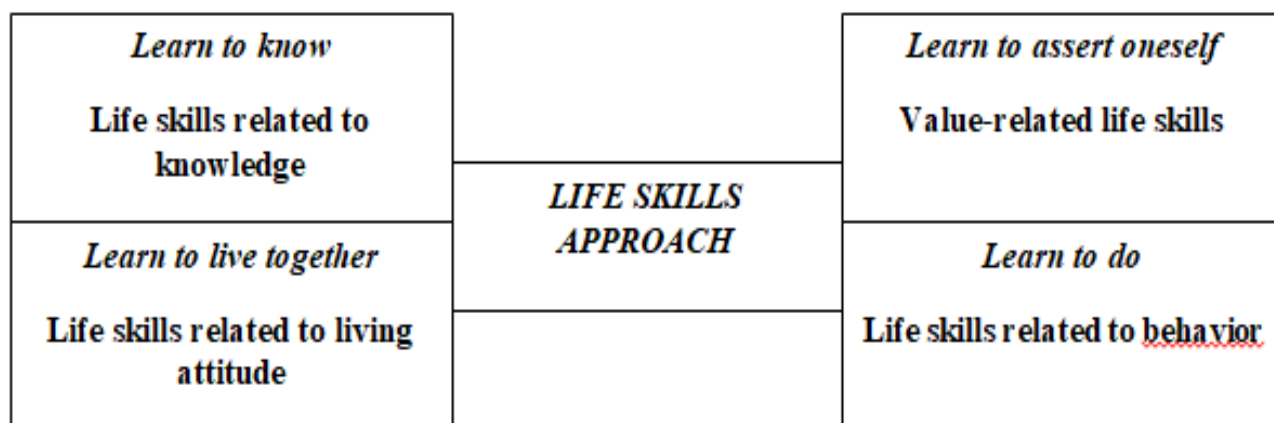 Learn to know
Life skills related to
knowledge
Learn to live together
Life skills related to living
attitude
LIFE SKILLS
APPROACH
Learn to assert oneself
Value-related life skills
Learn to do
Life skills related to behavior